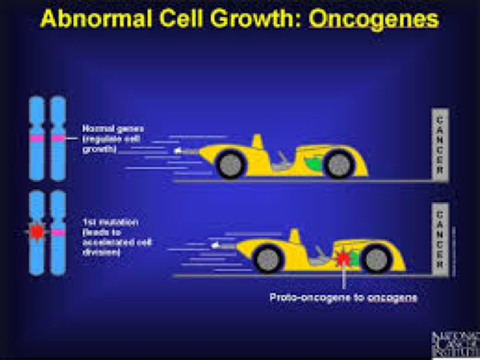 Abnormal Cell Growth: Oncogenes
Normal genes
(regulate cell
growth)
CANCER
1st mutation
(leads to
accelerated cell
division)
CANCER
Proto-oncogene to oncogene
NATIONAL
CANCER
INSTITUTE